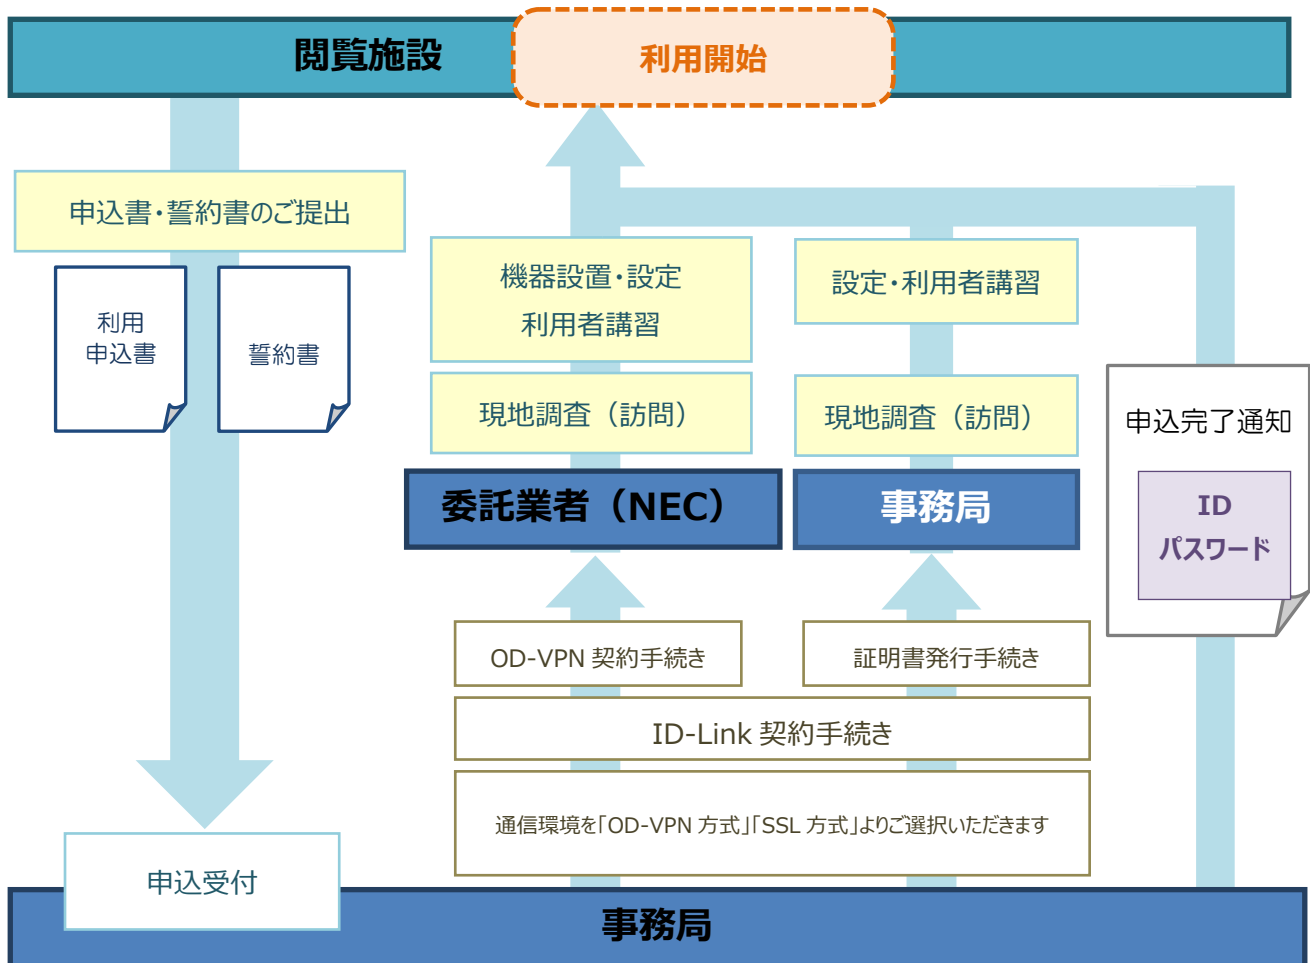 閲覧施設
利用開始
申込書・誓約書のご提出
利用
申込書
誓約書
機器設置・設定
利用者講習
設定・利用者講習
現地調査（訪問）
現地調査（訪問）
申込完了通知
ID
パスワード
委託業者（NEC）
事務局
OD-VPN 契約手続き
証明書発行手続き
ID-Link 契約手続き
通信環境を「OD-VPN 方式」「SSL 方式」よりご選択いただきます
申込受付
事務局